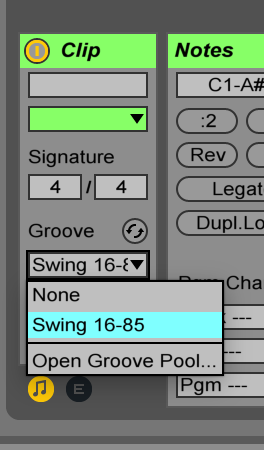 Clip
Notes
C1-A#
:2
Signature
Rev
4 / 4
Legat
Groove
Dupl.Lo
Swing 16-8
None
Cha
Swing 16-85
---
Open Groove Pool...
---
E
Pgm ---